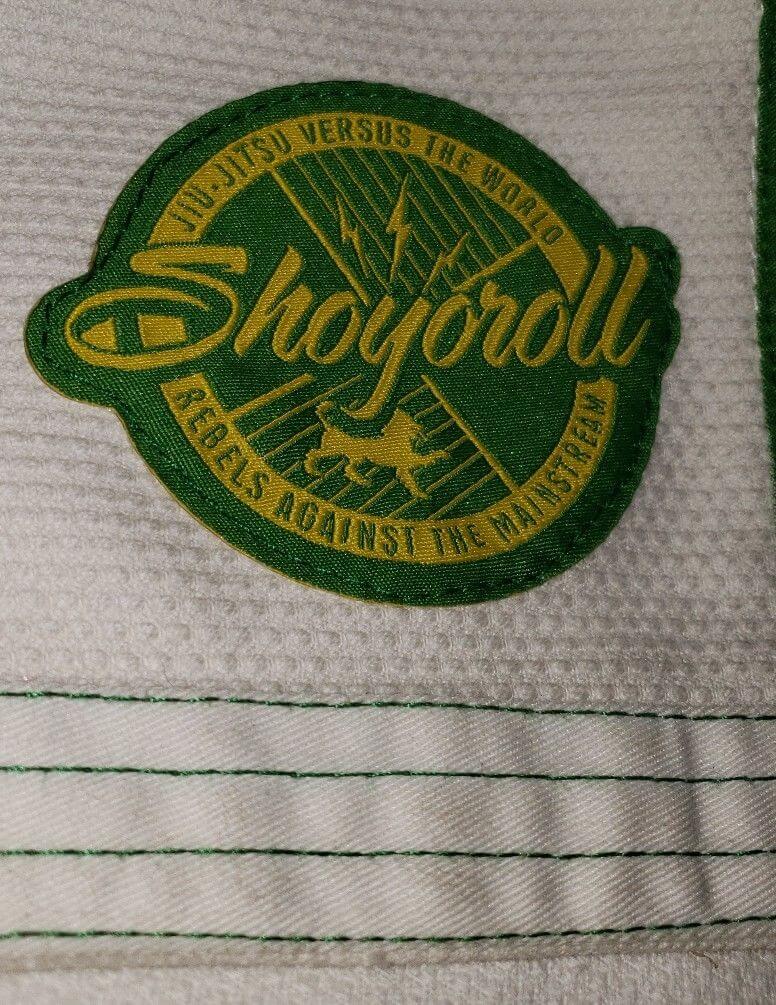 JIU-JITSU VERSUS THE WORLD
Shoyoroll
REBELS AGAINST THE MAINSTREAM